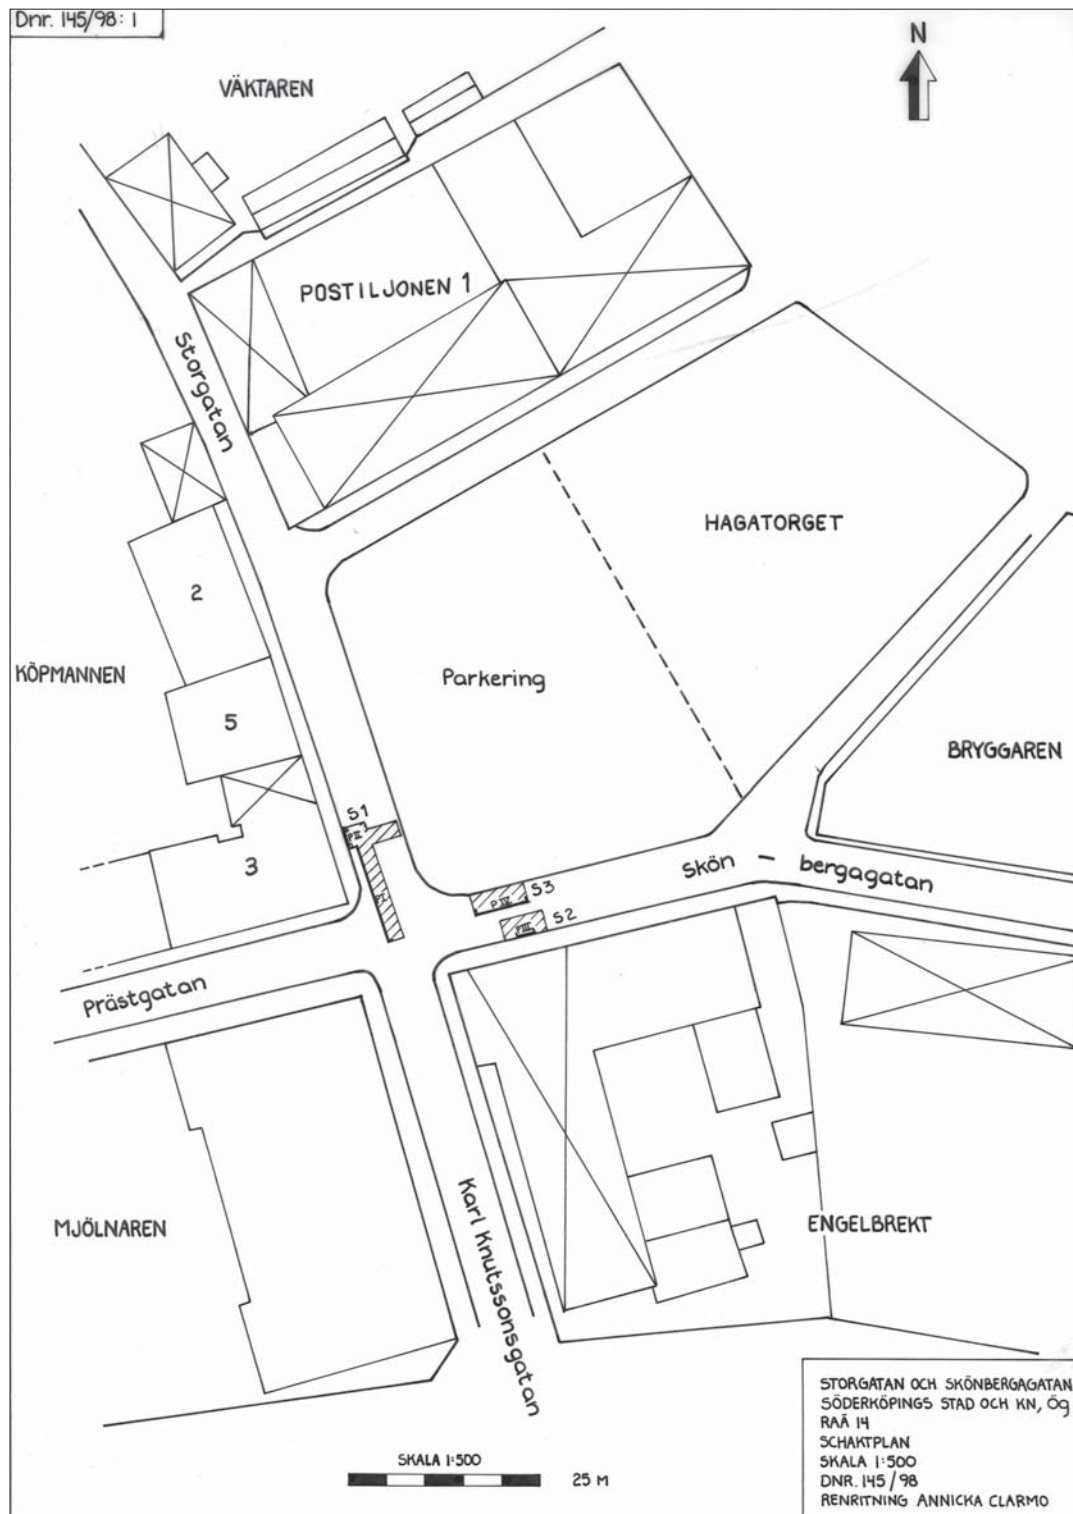 Dnr. 145/98: 1
N
VÄKTAREN
POSTILJONEN 1
Storgatan
HAGATORGET
2
KÖPMANNEN
Parkering
5
BRYGGAREN
S1
3
Skön - bergagatan
S3
P IV
S2
P III
Prästgatan
Karl Knutssonsgatan
MJÖLNAREN
ENGELBREKT
STORGATAN OCH SKÖNBERGAGATAN
SÖDERKÖPINGS STAD OCH KN, ÖG
RAÄ 14
SCHAKTPLAN
SKALA 1:500
DNR. 145/98
RENRITNING ANNICKA CLARMO
SKALA 1:500
25 M